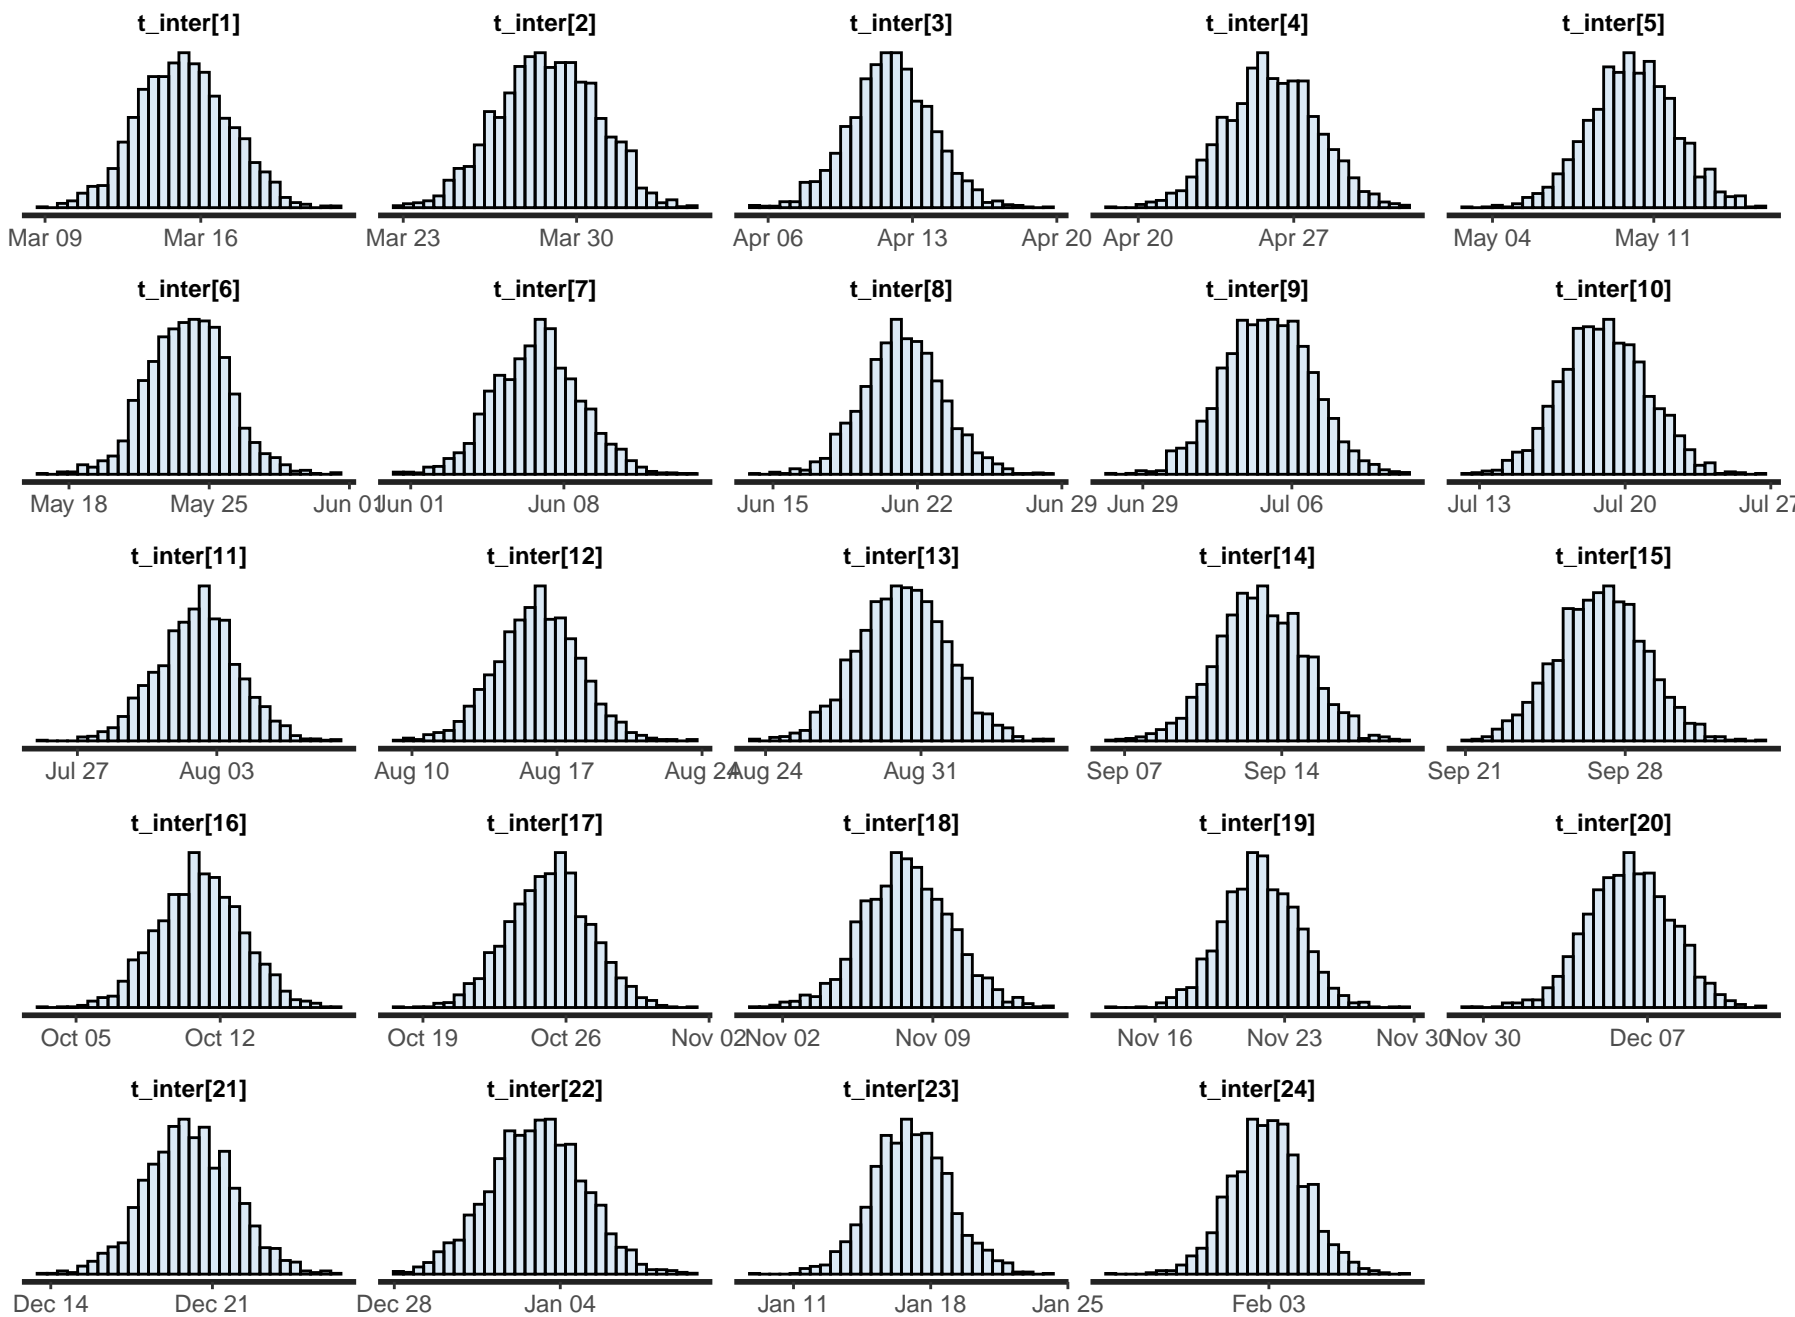 t_inter[1] t_inter[2] t_inter[3] t_inter[4] t_inter[5]
Mar 09 Mar 16 Mar 23 Mar 30 Apr 06 Apr 13 Apr 20 Apr 20 Apr 27 May 04 May 11
t_inter[6] t_inter[7] t_inter[8] t_inter[9] t_inter[10]
May 18 May 25 Jun 01 Jun 01 Jun 08 Jun 15 Jun 22 Jun 29 Jun 29 Jul 06 Jul 13 Jul 20 Jul 27
t_inter[11] t_inter[12] t_inter[13] t_inter[14] t_inter[15]
Jul 27 Aug 03 Aug 10 Aug 17 Aug 24 Aug 24 Aug 31 Sep 07 Sep 14 Sep 21 Sep 28
t_inter[16] t_inter[17] t_inter[18] t_inter[19] t_inter[20]
Oct 05 Oct 12 Oct 19 Oct 26 Nov 02 Nov 02 Nov 09 Nov 16 Nov 23 Nov 30 Nov 30 Dec 07
t_inter[21] t_inter[22] t_inter[23] t_inter[24]
Dec 14 Dec 21 Dec 28 Jan 04 Jan 11 Jan 18 Jan 25 Feb 03